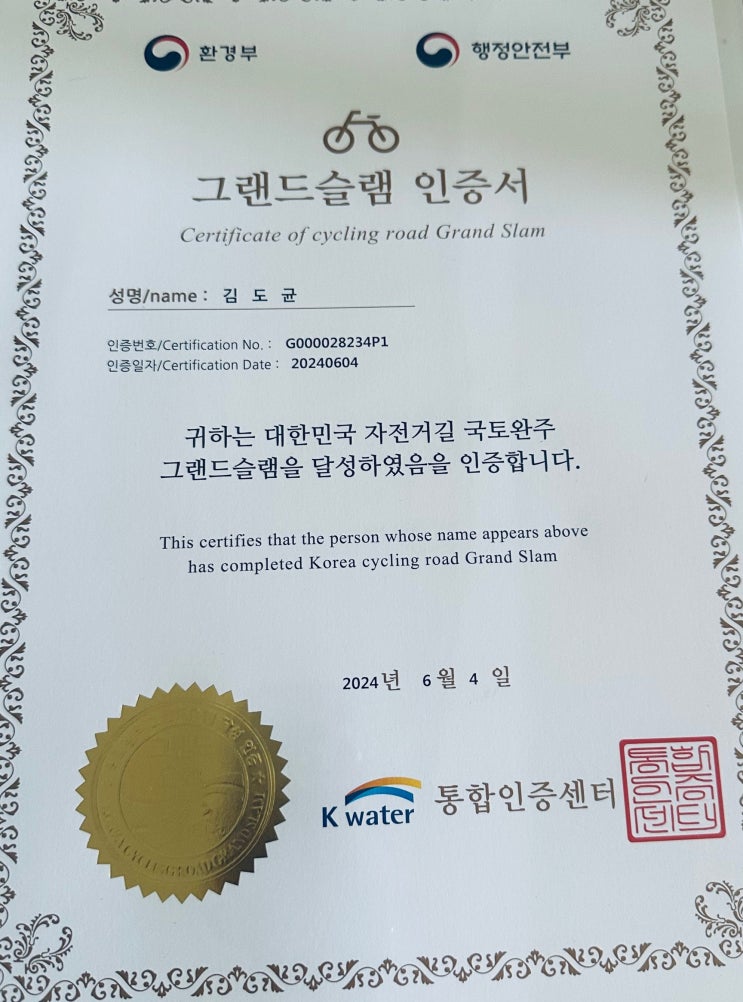 환경부
행정안전부
그랜드슬램 인증서
Certificate of cycling road Grand Slam
성명/name : 김 도 균
인증번호/Certification No. : G000028234P1
인증일자/Certification Date : 20240604
귀하는 대한민국 자전거길 국토완주
그랜드슬램을 달성하였음을 인증합니다.
This certifies that the person whose name appears above
has completed Korea cycling road Grand Slam
2024년 6월 4일
K water 통합인증센터